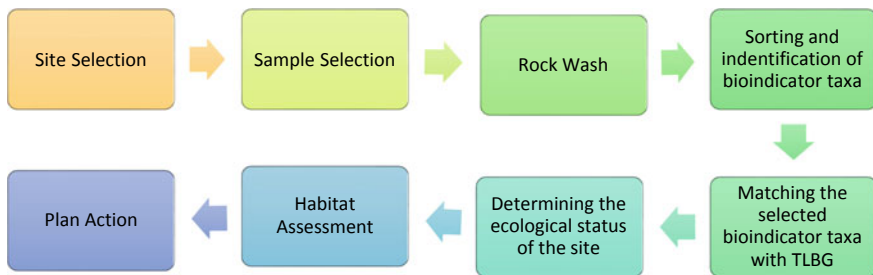 Site Selection
Sample Selection
Rock Wash
Sorting and
indentification of
bioindicator taxa
Matching the
selected
bioindicator taxa
with TLBG
Determining the
ecological status
of the site
Habitat
Assessment
Plan Action